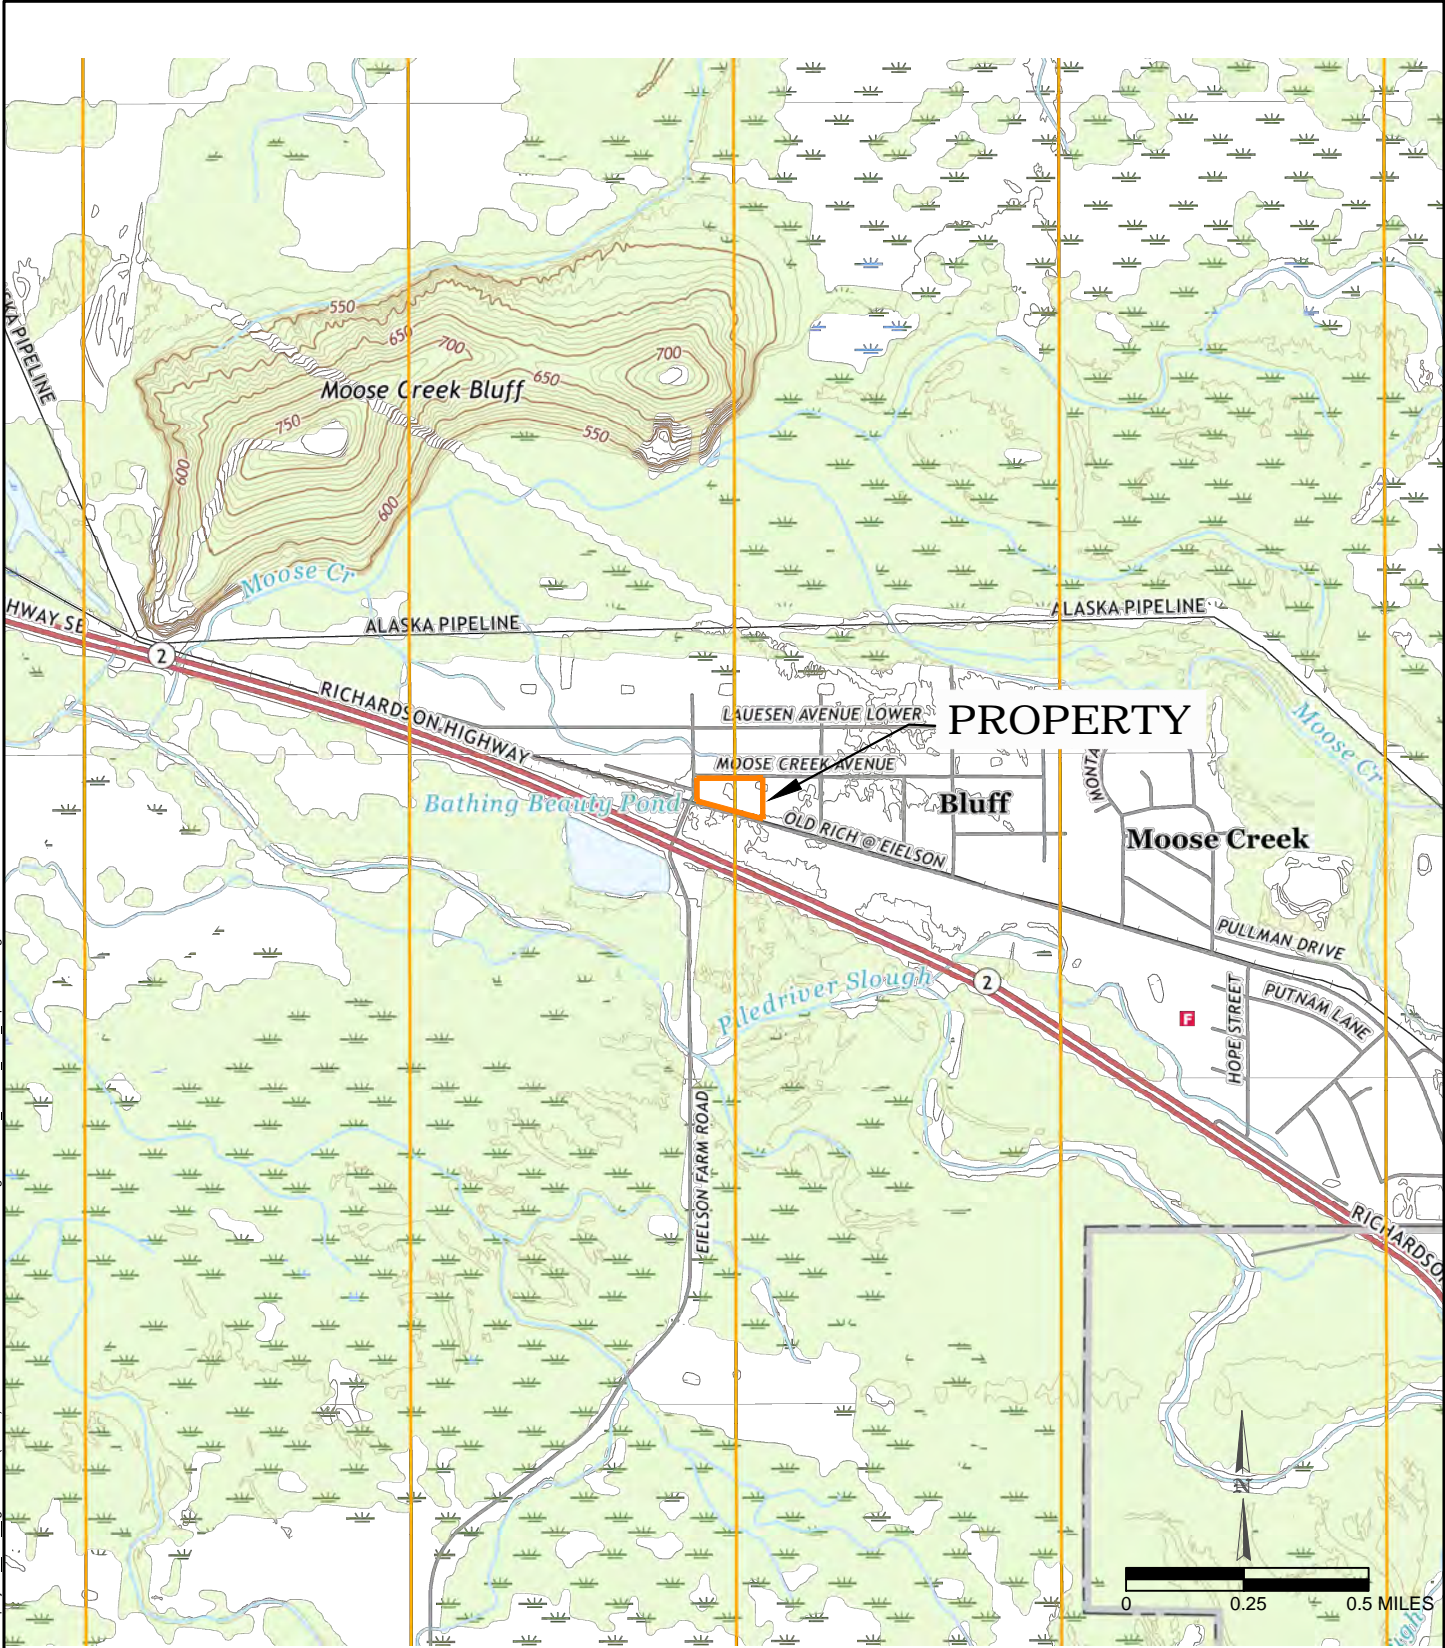 550
650
700
700
650
Moose Creek Bluff
750
550
600
600
SKA PIPELINE
Moose Cr
HWAY SE
ALASKA PIPELINE
ALASKA PIPELINE
2
RICHARDSON HIGHWAY
LAUESEN AVENUE LOWER
PROPERTY
Moose Cr
MOOSE CREEK AVENUE
MONTA
Bathing Beauty Pond
Bluff
OLD RICH @ EIELSON
Moose Creek
PULLMAN DRIVE
Piledriver Slough
2
HOPE STREET
PUTNAM LANE
F
EIELSON FARM ROAD
RICHARDSO
N
0
0.25
0.5 MILES
ugh